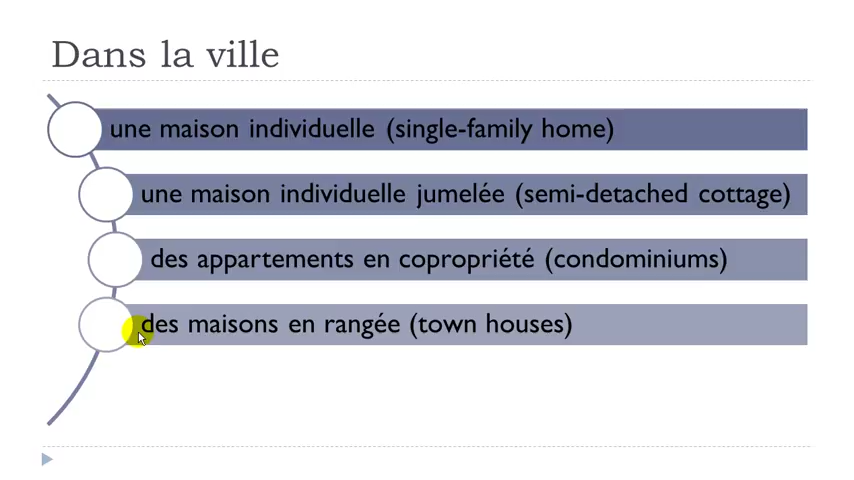 Dans la ville
une maison individuelle (single-family home)
une maison individuelle jumelée (semi-detached cottage)
des appartements en copropriété (condominiums)
des maisons en rangée (town houses)